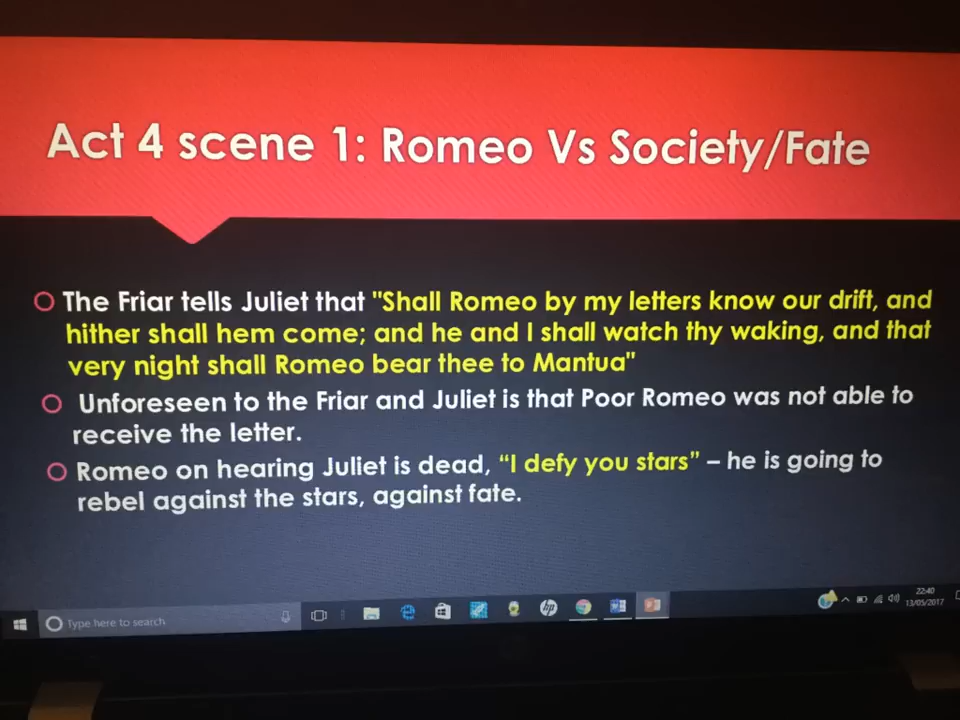 Act 4 scene 1: Romeo Vs Society/Fate
The Friar tells Juliet that "Shall Romeo by my letters know our drift, and
hither shall hem come; and he and I shall watch thy waking, and that
very night shall Romeo bear thee to Mantua"
Unforeseen to the Friar and Juliet is that Poor Romeo was not able to
receive the letter.
Romeo on hearing Juliet is dead, “I defy you stars” – he is going to
rebel against the stars, against fate.
Type here to search
hp
22:40
13/05/2017